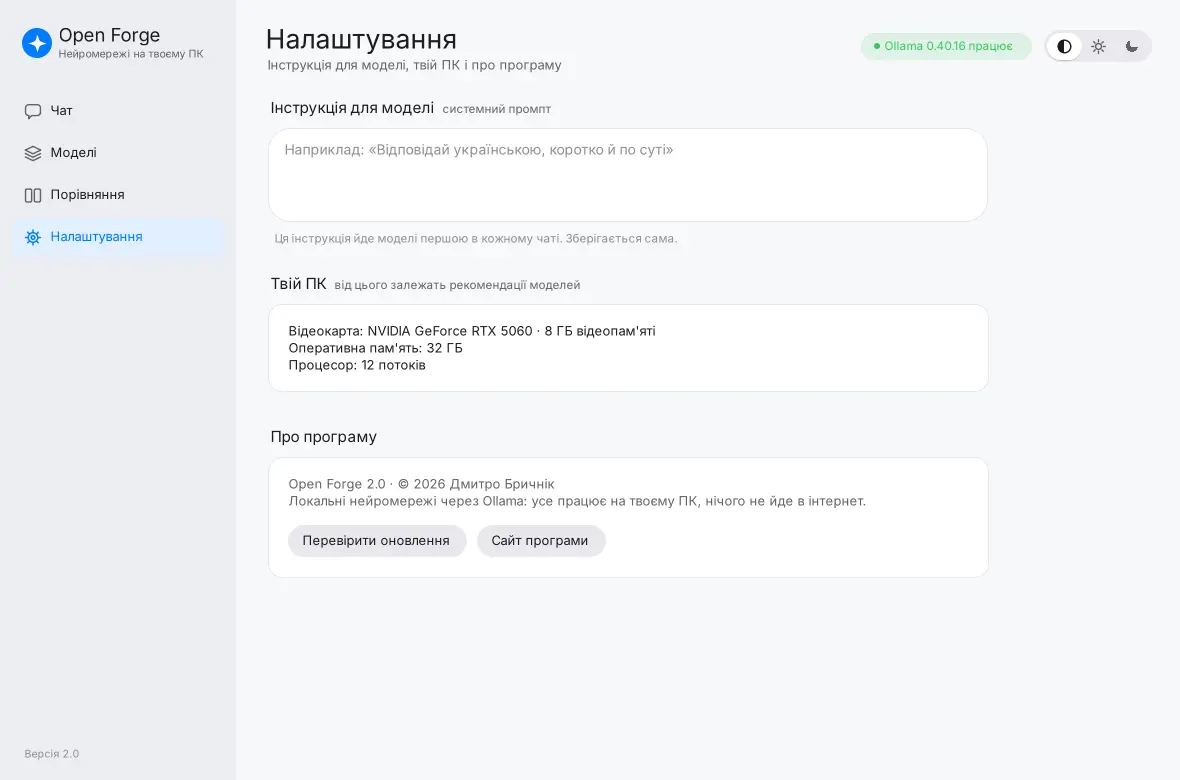 Open Forge
Нейромережі на твоєму ПК
Чат
Моделі
Порівняння
Налаштування
Версія 2.0
Налаштування
Інструкція для моделі, твій ПК і про програму
Ollama 0.40.16 працює
Інструкція для моделі системний промпт
Наприклад: «Відповідай українською, коротко й по суті»
Ця інструкція йде моделі першою в кожному чаті. Зберігається сама.
Твій ПК від цього залежать рекомендації моделей
Відеокарта: NVIDIA GeForce RTX 5060 · 8 ГБ відеопам'яті
Оперативна пам'ять: 32 ГБ
Процесор: 12 потоків
Про програму
Open Forge 2.0 · © 2026 Дмитро Бричнік
Локальні нейромережі через Ollama: усе працює на твоєму ПК, нічого не йде в інтернет.
Перевірити оновлення
Сайт програми